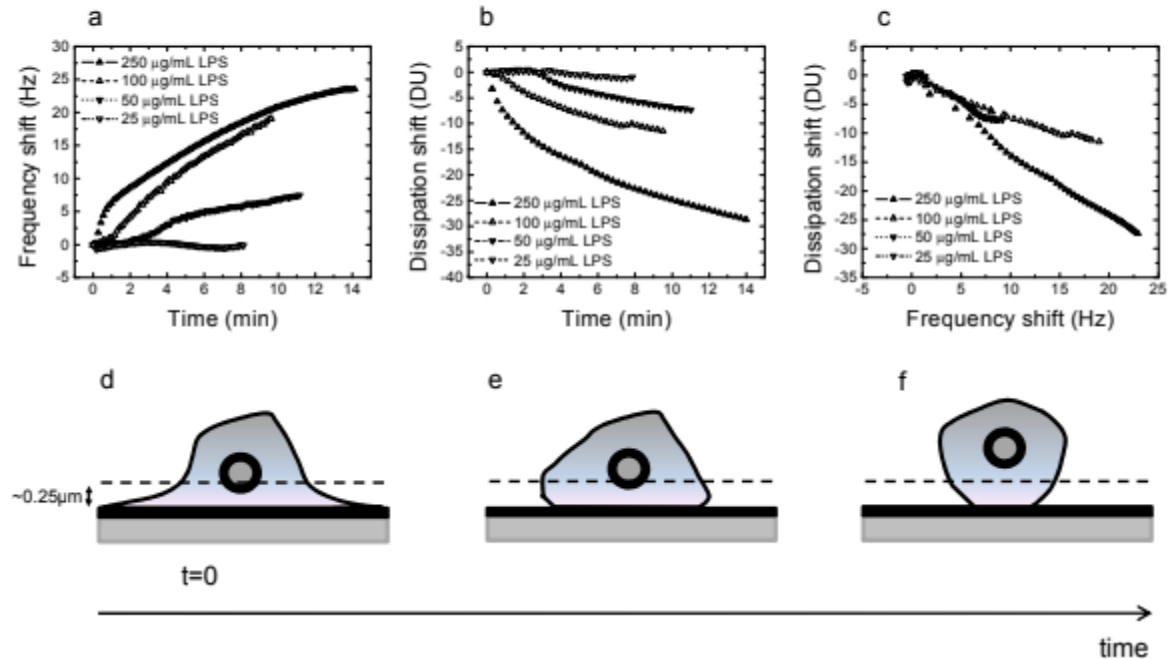 a
Frequency shift (Hz)
30
25
20
15
10
5
0
-5
250 µg/mL LPS
100 µg/mL LPS
50 µg/mL LPS
25 µg/mL LPS
0 2 4 6 8 10 12 14
Time (min)
b
Dissipation shift (DU)
5
0
-5
-10
-15
-20
-25
-30
-35
-40
250 µg/mL LPS
100 µg/mL LPS
50 µg/mL LPS
25 µg/mL LPS
0 2 4 6 8 10 12 14
Time (min)
c
Dissipation shift (DU)
5
0
-5
-10
-15
-20
-25
-30
-35
250 µg/mL LPS
100 µg/mL LPS
50 µg/mL LPS
25 µg/mL LPS
-5 0 5 10 15 20 25
Frequency shift (Hz)
d
e
f
~0.25µm
t=0
time